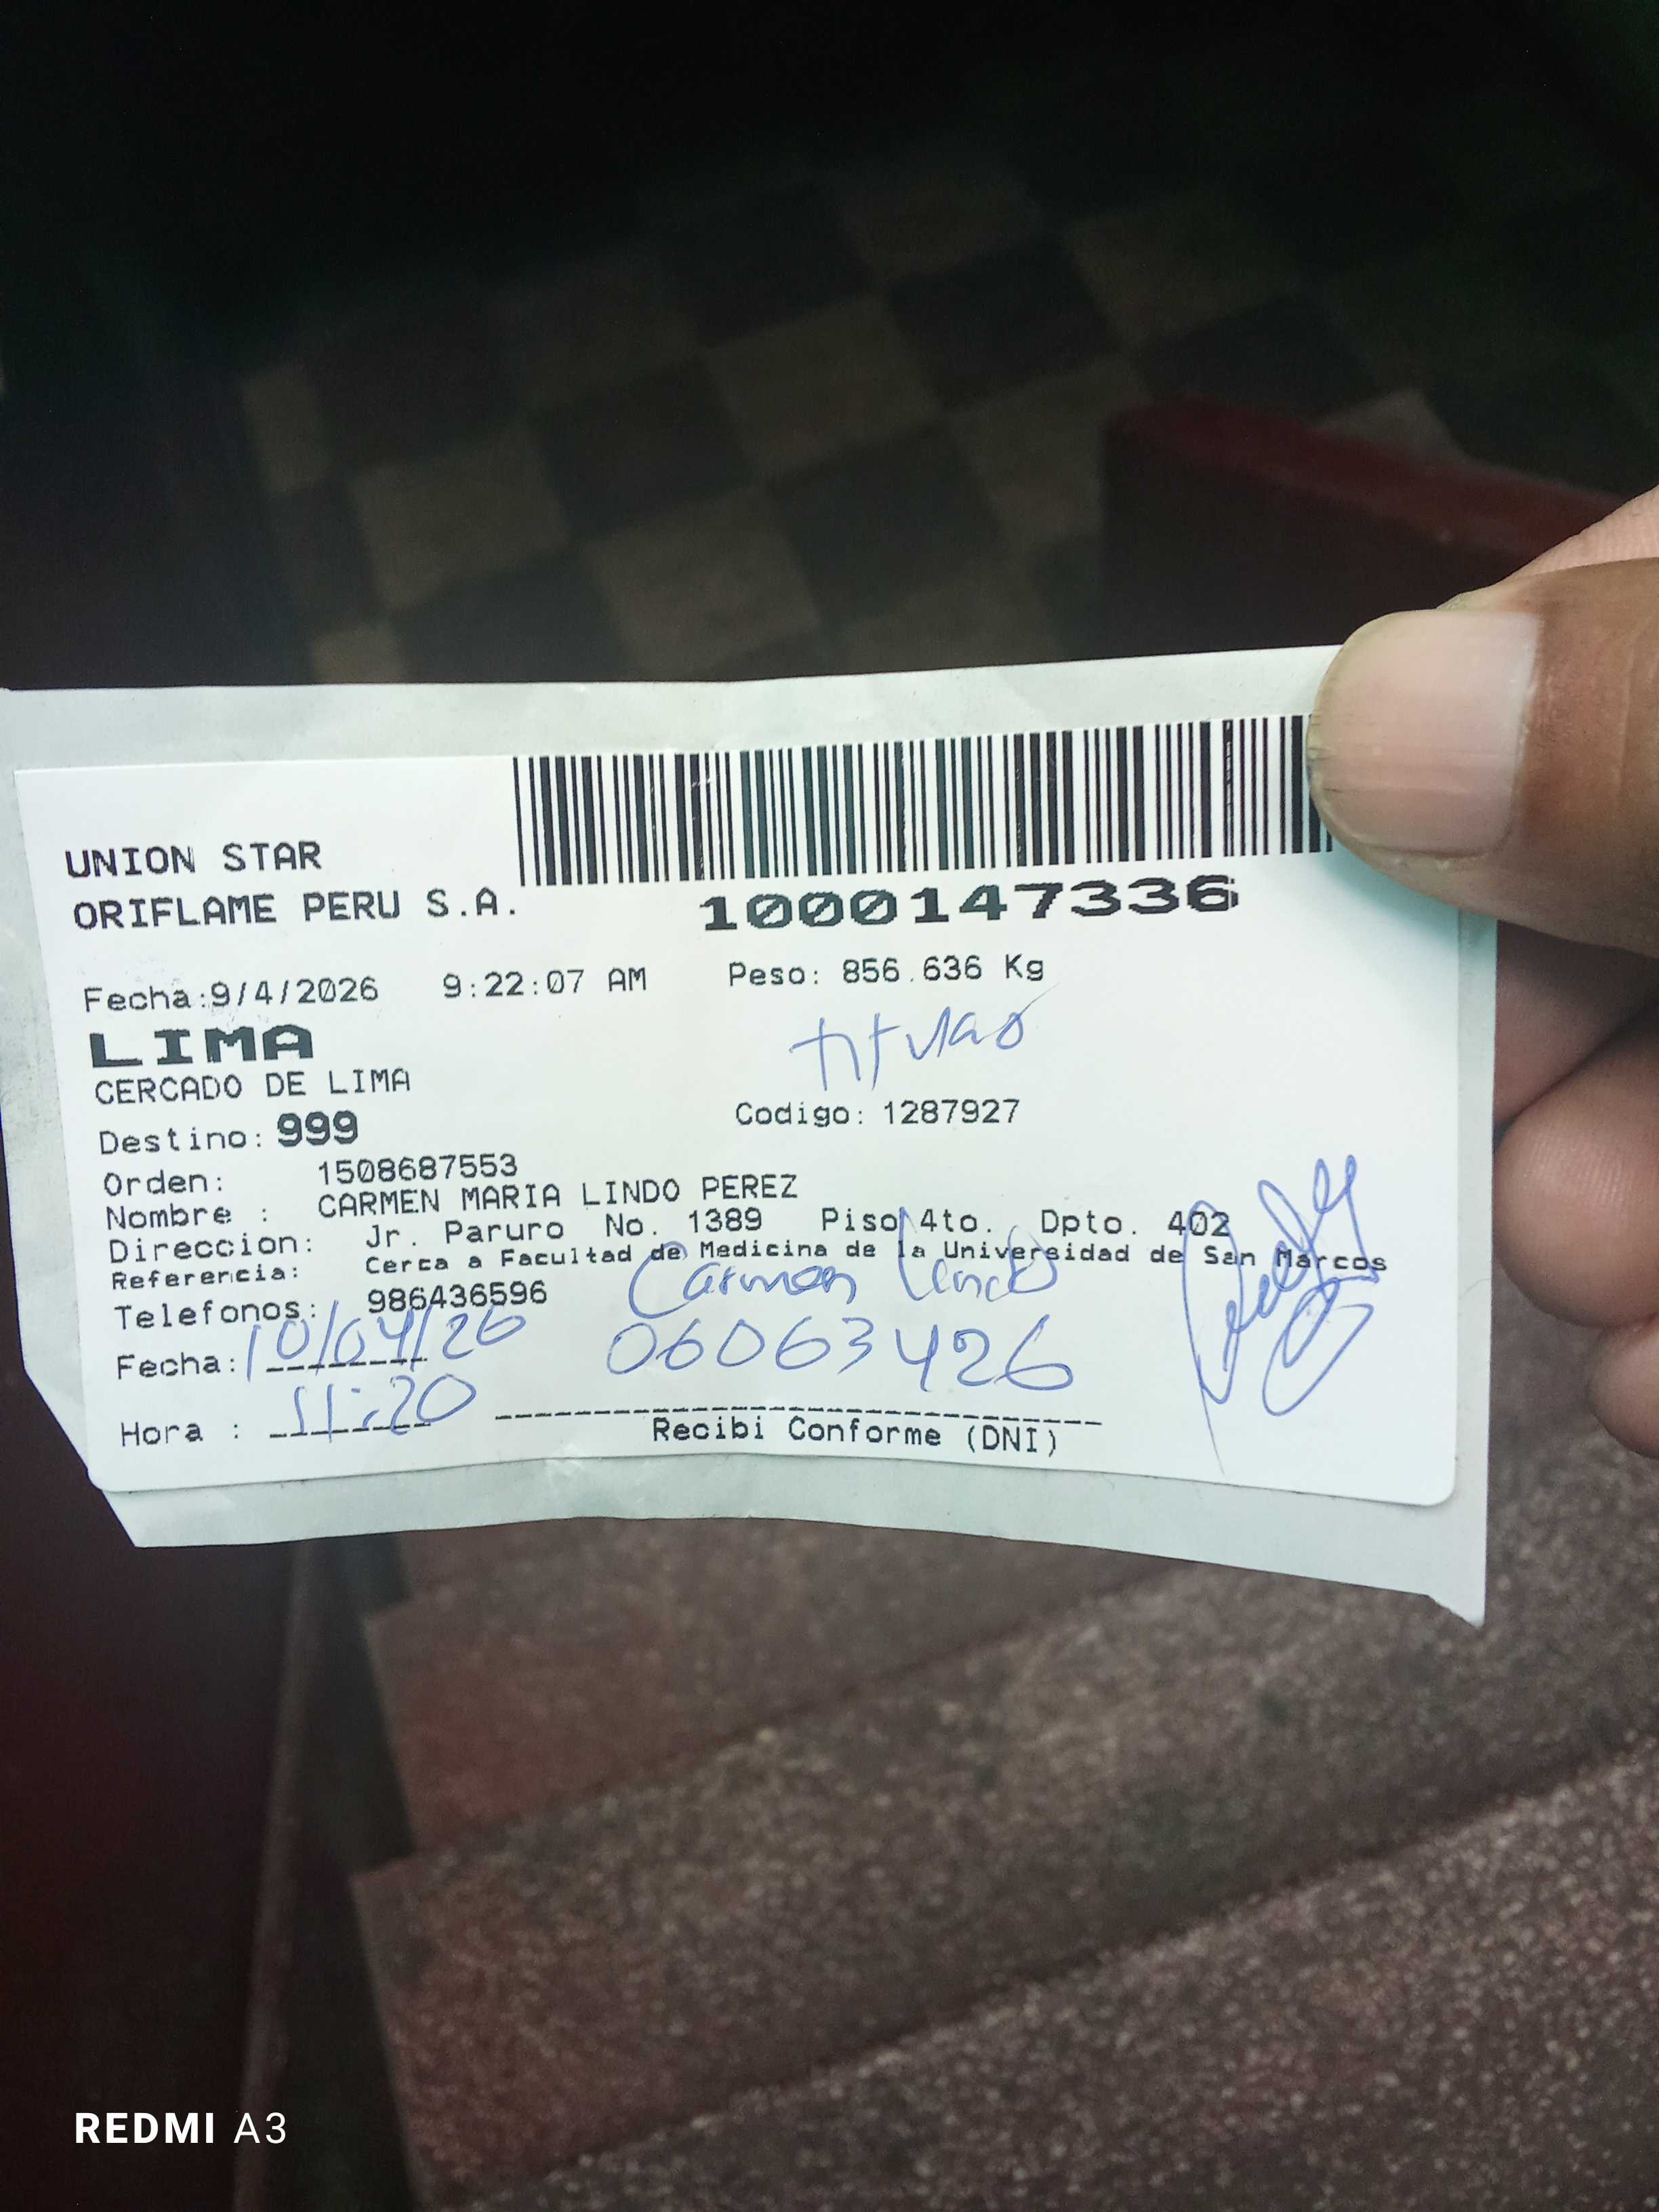 UNION STAR
ORIFLAME PERU S.A.
1000147336
Fecha:9/4/2026 9:22:07 AM Peso: 856.636 Kg
LIMA
titular
CERCADO DE LIMA
Destino: 999 Codigo: 1287927
Orden: 1508687553
Nombre : CARMEN MARIA LINDO PEREZ
Direccion: Jr. Paruro No. 1389 Piso 4to. Dpto. 402
Referencia: Cerca a Facultad de Medicina de la Universidad de San Marcos
Telefonos: 986436596
Carmen Lindo
Fecha: 10/04/26 06063426
Hora : 11:20
Recibi Conforme (DNI)
REDMI A3